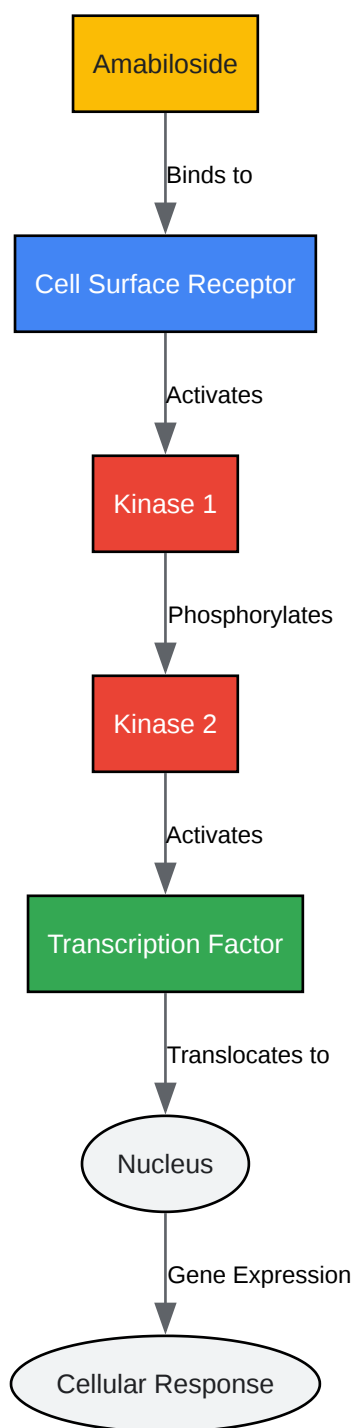 Amabiloside
Binds to
Cell Surface Receptor
Activates
Kinase 1
Phosphorylates
Kinase 2
Activates
Transcription Factor
Translocates to
Nucleus
Gene Expression
Cellular Response